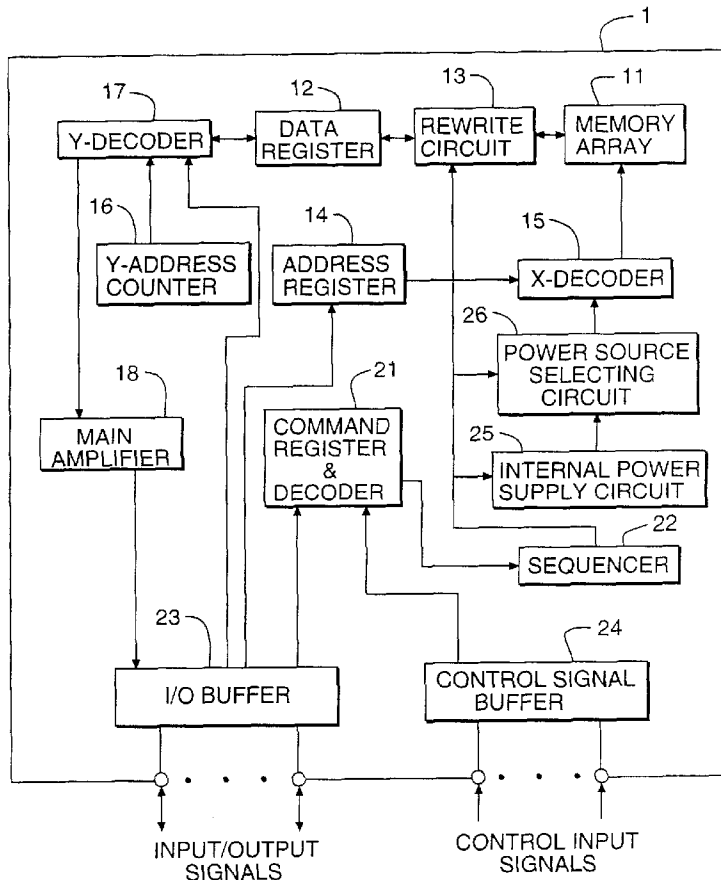 1
17
12
13
11
Y-DECODER
DATA
REGISTER
REWRITE
CIRCUIT
MEMORY
ARRAY
16
14
15
Y-ADDRESS
COUNTER
ADDRESS
REGISTER
X-DECODER
26
POWER SOURCE
SELECTING
CIRCUIT
18
21
MAIN
AMPLIFIER
COMMAND
REGISTER
&
DECODER
25
INTERNAL POWER
SUPPLY CIRCUIT
22
SEQUENCER
23
24
I/O BUFFER
CONTROL SIGNAL
BUFFER
INPUT/OUTPUT
SIGNALS
CONTROL INPUT
SIGNALS